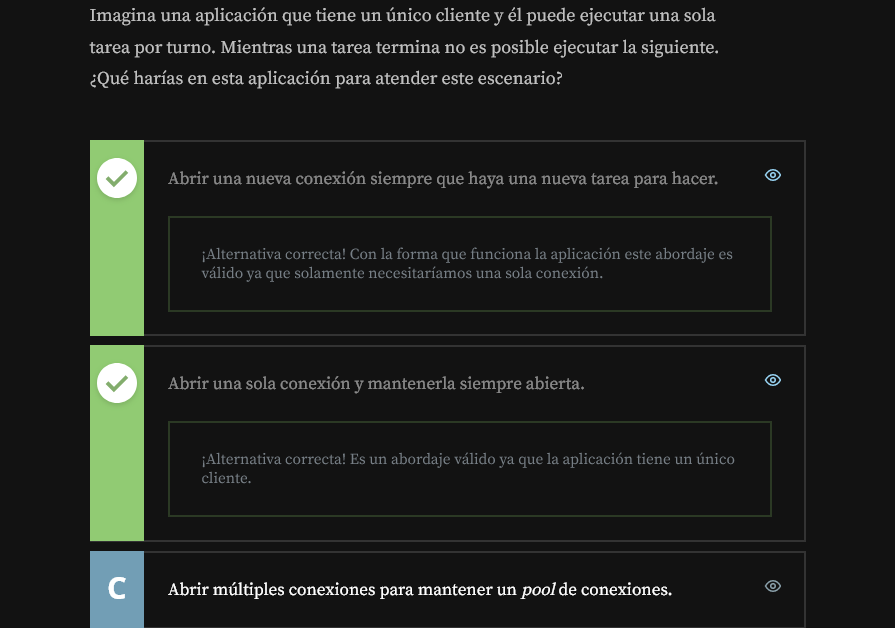 Imagina una aplicación que tiene un único cliente y él puede ejecutar una sola
tarea por turno. Mientras una tarea termina no es posible ejecutar la siguiente.
¿Qué harías en esta aplicación para atender este escenario?
Abrir una nueva conexión siempre que haya una nueva tarea para hacer.
¡Alternativa correcta! Con la forma que funciona la aplicación este abordaje es
válido ya que solamente necesitaríamos una sola conexión.
Abrir una sola conexión y mantenerla siempre abierta.
¡Alternativa correcta! Es un abordaje válido ya que la aplicación tiene un único
cliente.
C
Abrir múltiples conexiones para mantener un pool de conexiones.